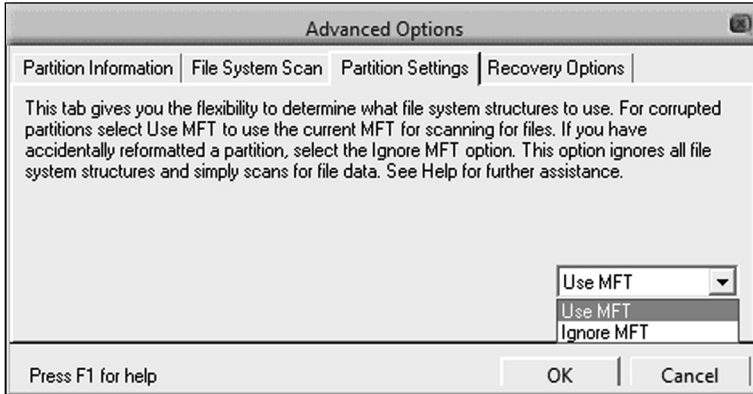 Advanced Options
Partition Information File System Scan Partition Settings Recovery Options
This tab gives you the flexibility to determine what file system structures to use. For corrupted
partitions select Use MFT to use the current MFT for scanning for files. If you have
accidentally reformatted a partition, select the Ignore MFT option. This option ignores all file
system structures and simply scans for file data. See Help for further assistance.
Use MFT
Use MFT
Ignore MFT
Press F1 for help OK Cancel